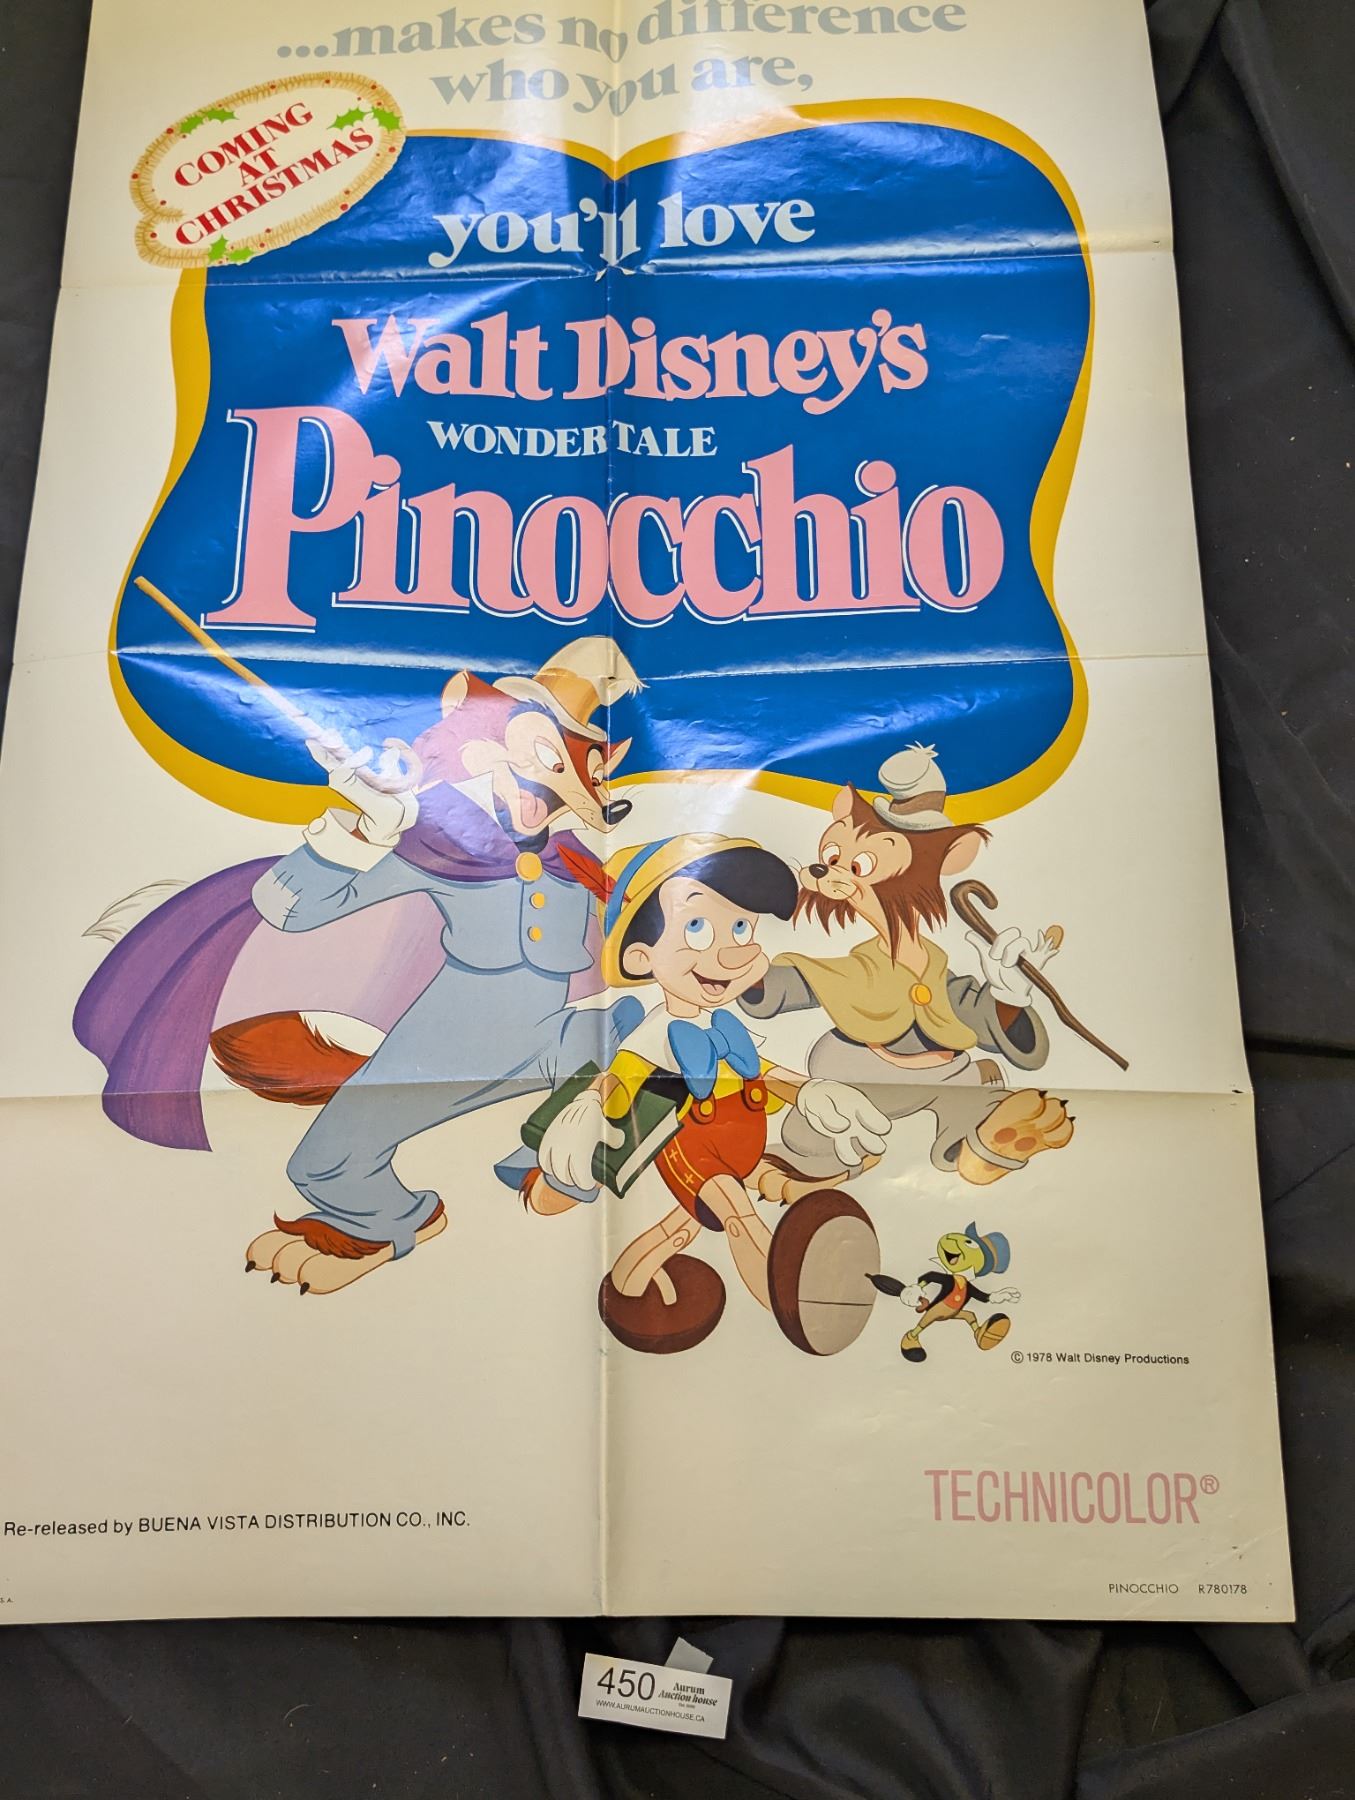 ...makes no difference
who you are,
COMING
AT
CHRISTMAS
you'll love
Walt Disney's
WONDER TALE
Pinocchio
© 1978 Walt Disney Productions
TECHNICOLOR®
Re-released by BUENA VISTA DISTRIBUTION CO., INC.
PINOCCHIO R780178
S.A.
450
Aurum
Auction house
WWW.AURUMAUCTIONHOUSE.CA